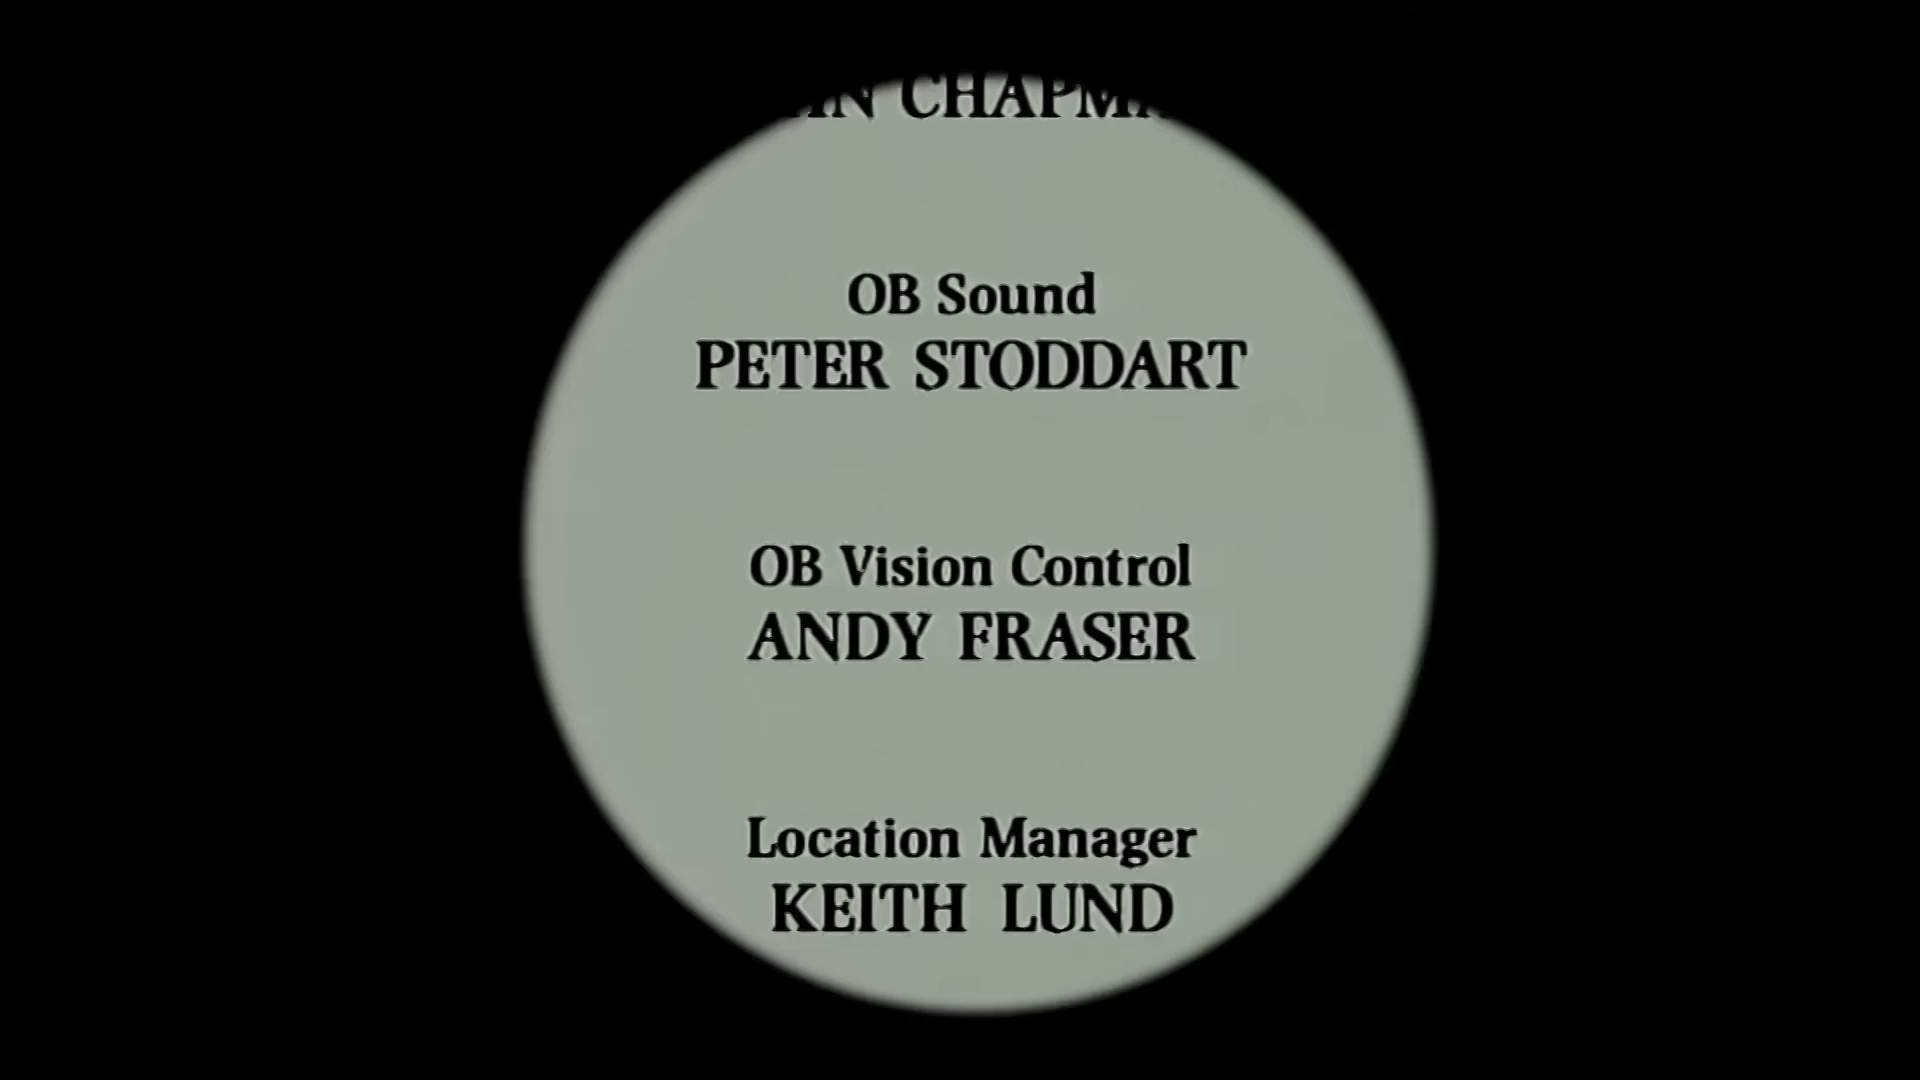 OB Sound
PETER STODDART
OB Vision Control
ANDY FRASER
Location Manager
KEITH LUND